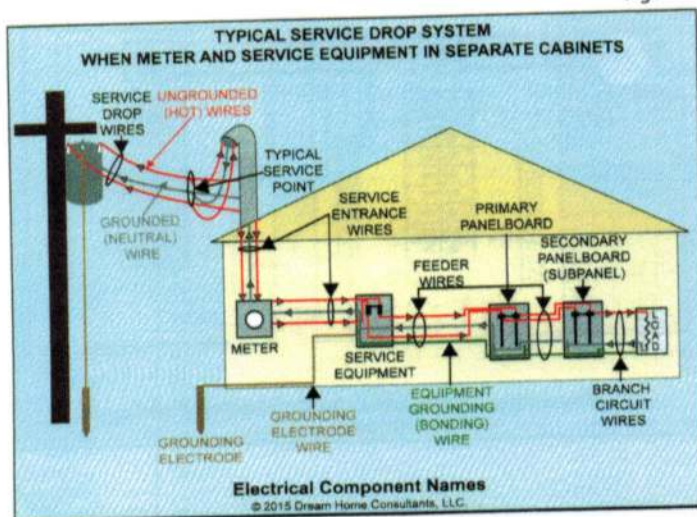 TYPICAL SERVICE DROP SYSTEM
WHEN METER AND SERVICE EQUIPMENT IN SEPARATE CABINETS
SERVICE
DROP
WIRES
UNGROUNDED
(HOT) WIRES
TYPICAL
SERVICE
POINT
GROUNDED
(NEUTRAL)
WIRE
SERVICE
ENTRANCE
WIRES
PRIMARY
PANELBOARD
SECONDARY
PANELBOARD
(SUBPANEL)
FEEDER
WIRES
METER
SERVICE
EQUIPMENT
LOAD
GROUNDING
ELECTRODE
GROUNDING
ELECTRODE
WIRE
EQUIPMENT
GROUNDING
(BONDING)
WIRE
BRANCH
CIRCUIT
WIRES
Electrical Component Names
© 2015 Dream Home Consultants, LLC.